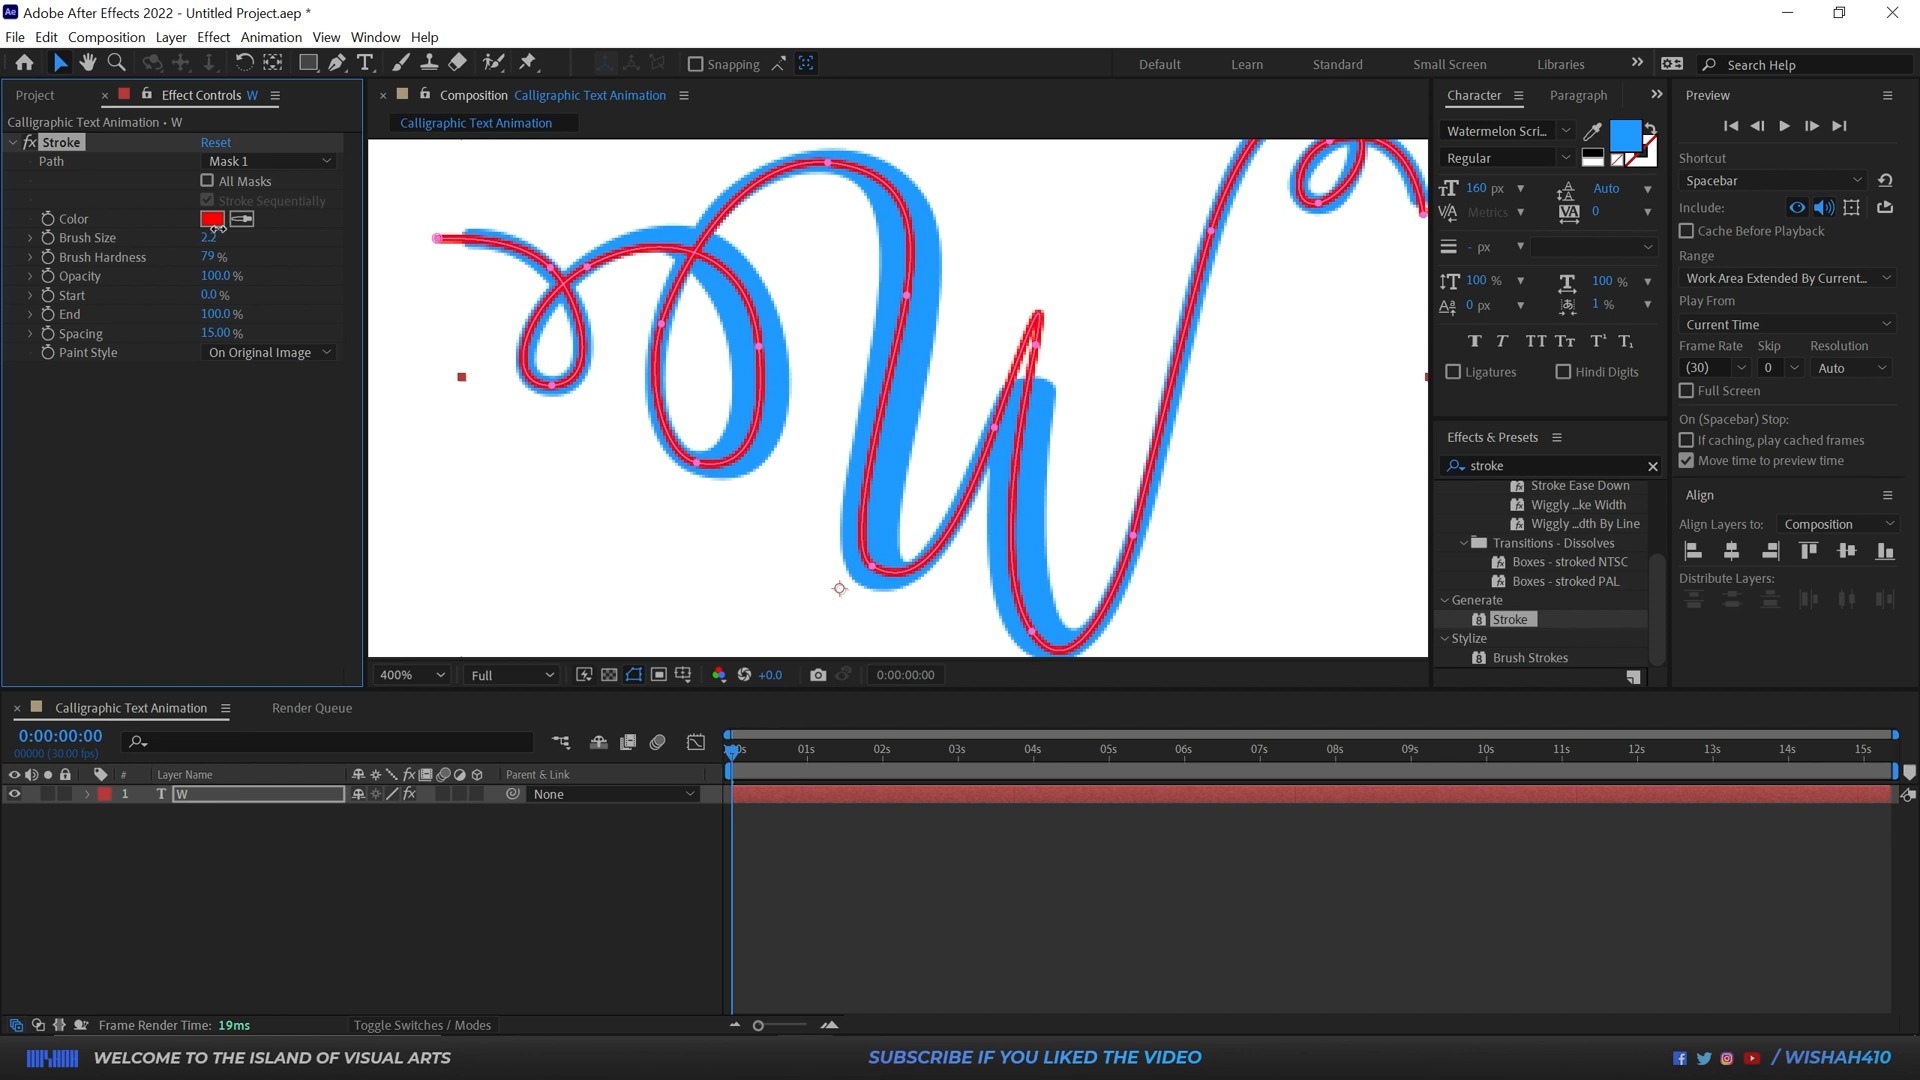 Adobe After Effects 2022 - Untitled Project.aep *
File Edit Composition Layer Effect Animation View Window Help
Snapping
Default Learn Standard Small Screen Libraries
Search Help
Project
Effect Controls W
Calligraphic Text Animation • W
fx Stroke Reset
Path Mask 1
All Masks
Stroke Sequentially
Color
Brush Size 2.2
Brush Hardness 79 %
Opacity 100.0 %
Start 0.0 %
End 100.0 %
Spacing 15.00 %
Paint Style On Original Image
Composition Calligraphic Text Animation
Calligraphic Text Animation
W
400% Full +0.0 0:00:00:00
Character Paragraph
Watermelon Scri...
Regular
160 px Auto
Metrics 0
- px
100 % 100 %
0 px 1 %
T T TT Tt T¹ T₁
Ligatures Hindi Digits
Effects & Presets
stroke
Stroke Ease Down
Wiggly ...ke Width
Wiggly ...dth By Line
Transitions - Dissolves
Boxes - stroked NTSC
Boxes - stroked PAL
Generate
Stroke
Stylize
Brush Strokes
Preview
Shortcut
Spacebar
Include:
Cache Before Playback
Range
Work Area Extended By Current...
Play From
Current Time
Frame Rate Skip Resolution
(30) 0 Auto
Full Screen
On (Spacebar) Stop:
If caching, play cached frames
Move time to preview time
Align
Align Layers to: Composition
Distribute Layers:
Calligraphic Text Animation Render Queue
0:00:00:00
00000 (30.00 fps)
01s 02s 03s 04s 05s 06s 07s 08s 09s 10s 11s 12s 13s 14s 15s
# Layer Name fx Parent & Link
1 T W fx None
Frame Render Time: 19ms Toggle Switches / Modes
WELCOME TO THE ISLAND OF VISUAL ARTS
SUBSCRIBE IF YOU LIKED THE VIDEO
/ WISHAH410